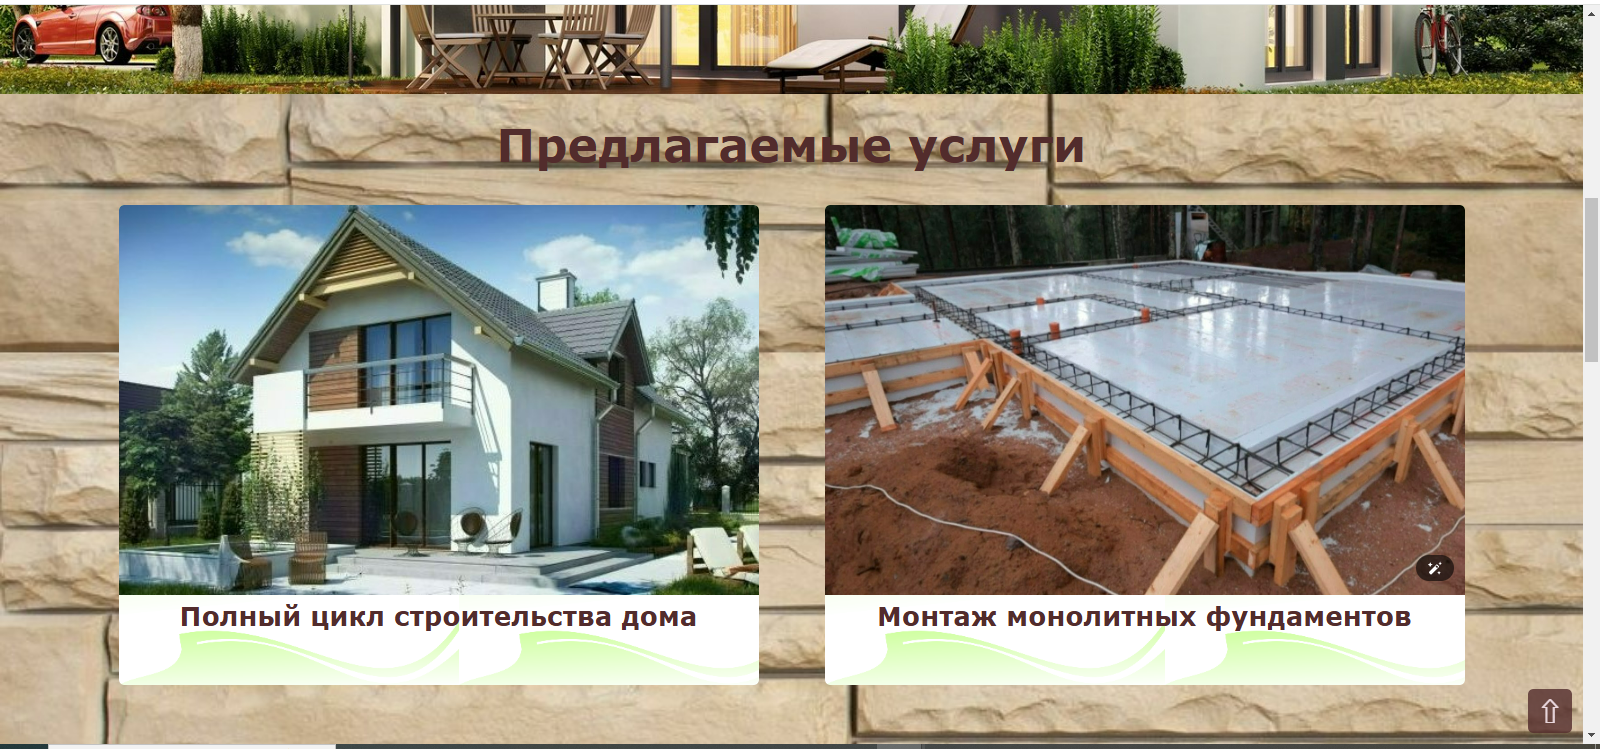 Предлагаемые услуги
Полный цикл строительства дома
Монтаж монолитных фундаментов